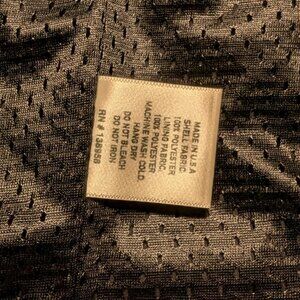 MADE IN U.S.A
SHELL FABRIC
100% POLYESTER
LINING FABRIC
100% POLYESTER
MACHINE WASH COLD
HANG DRY
DO NOT BLEACH
DO NOT IRON
RN #